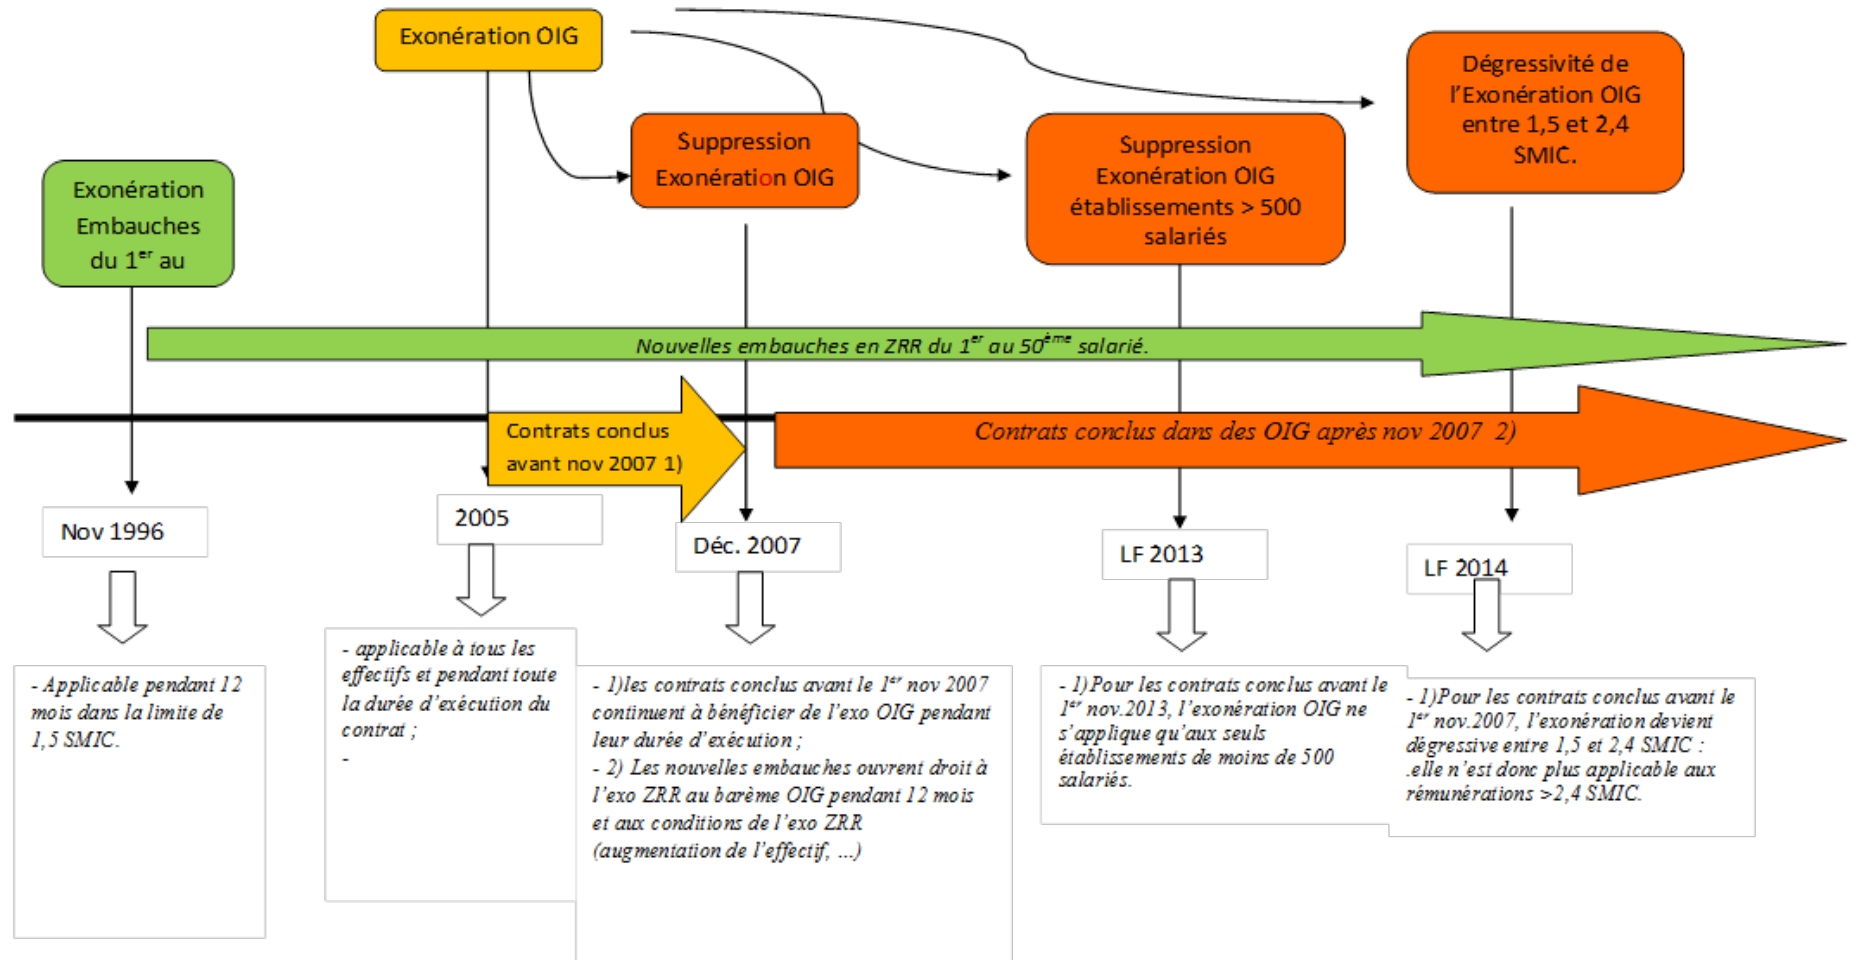 Exonération OIG
Dégressivité de
l'Exonération OIG
entre 1,5 et 2,4
SMIC.
Suppression
Exonération OIG
Suppression
Exonération OIG
établissements > 500
salariés
Exonération
Embauches
du 1er au
Nouvelles embauches en ZRR du 1er au 50ème salarié.
Contrats conclus
avant nov 2007 1)
Contrats conclus dans des OIG après nov 2007 2)
Nov 1996
2005
Déc. 2007
LF 2013
LF 2014
- Applicable pendant 12
mois dans la limite de
1,5 SMIC.
- applicable à tous les
effectifs et pendant toute
la durée d'exécution du
contrat ;
-
- 1)les contrats conclus avant le 1er nov 2007
continuent à bénéficier de l'exo OIG pendant
leur durée d'exécution ;
- 2) Les nouvelles embauches ouvrent droit à
l'exo ZRR au barème OIG pendant 12 mois
et aux conditions de l'exo ZRR
(augmentation de l'effectif, ...)
- 1)Pour les contrats conclus avant le
1er nov.2013, l'exonération OIG ne
s'applique qu'aux seuls
établissements de moins de 500
salariés.
- 1)Pour les contrats conclus avant le
1er nov.2007, l'exonération devient
dégressive entre 1,5 et 2,4 SMIC :
.elle n'est donc plus applicable aux
rémunérations >2,4 SMIC.